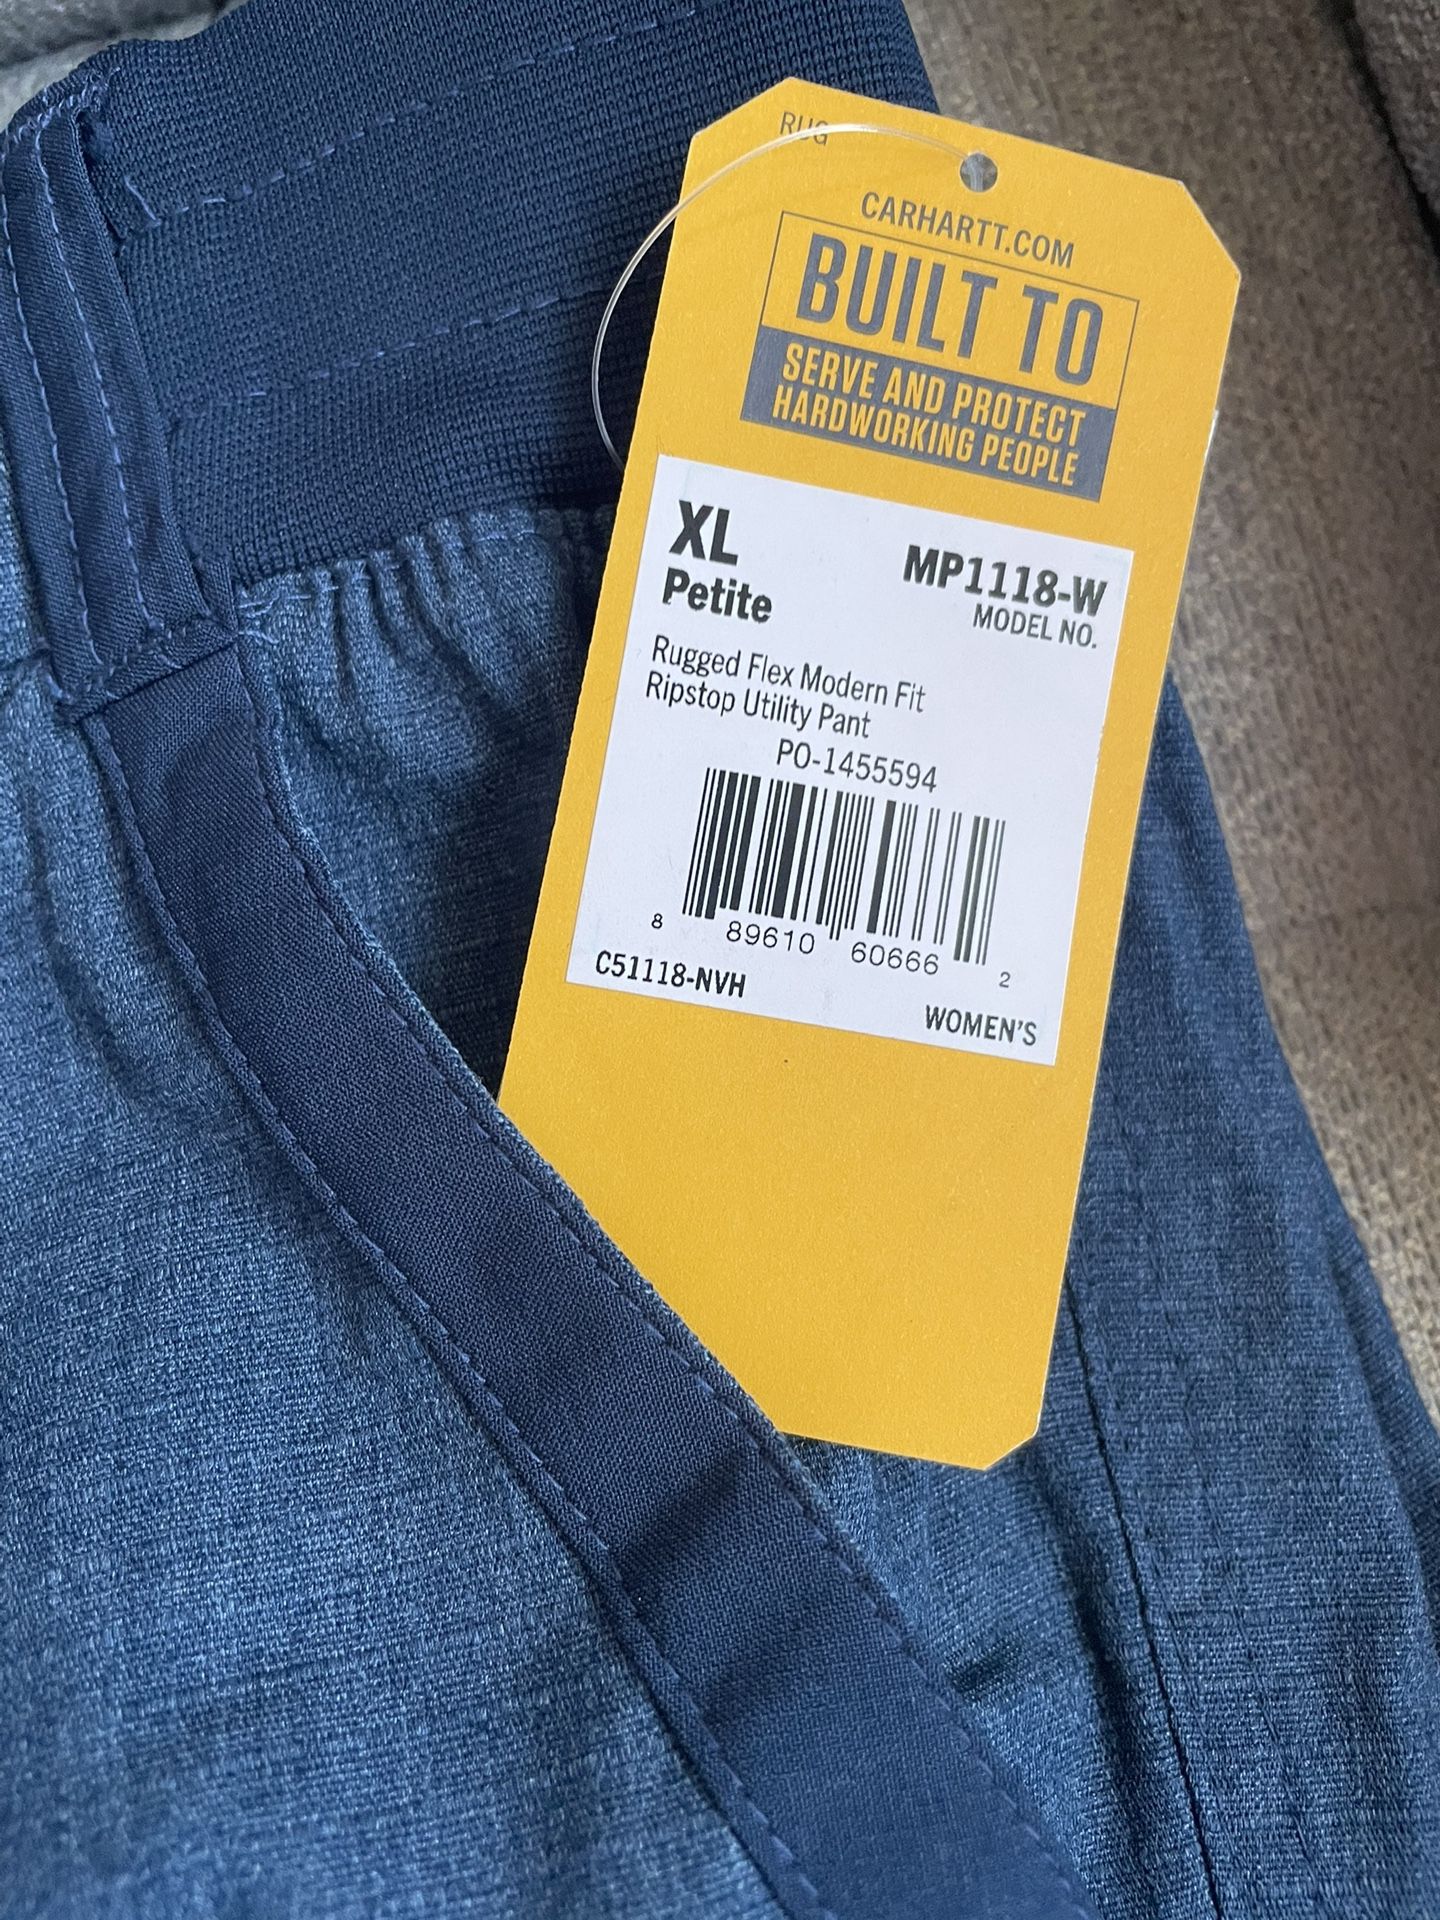 RUG
CARHARTT.COM
BUILT TO
SERVE AND PROTECT
HARDWORKING PEOPLE
XL
Petite
MP1118-W
MODEL NO.
Rugged Flex Modern Fit
Ripstop Utility Pant
PO-1455594
8 89610 60666 2
C51118-NVH
WOMEN'S